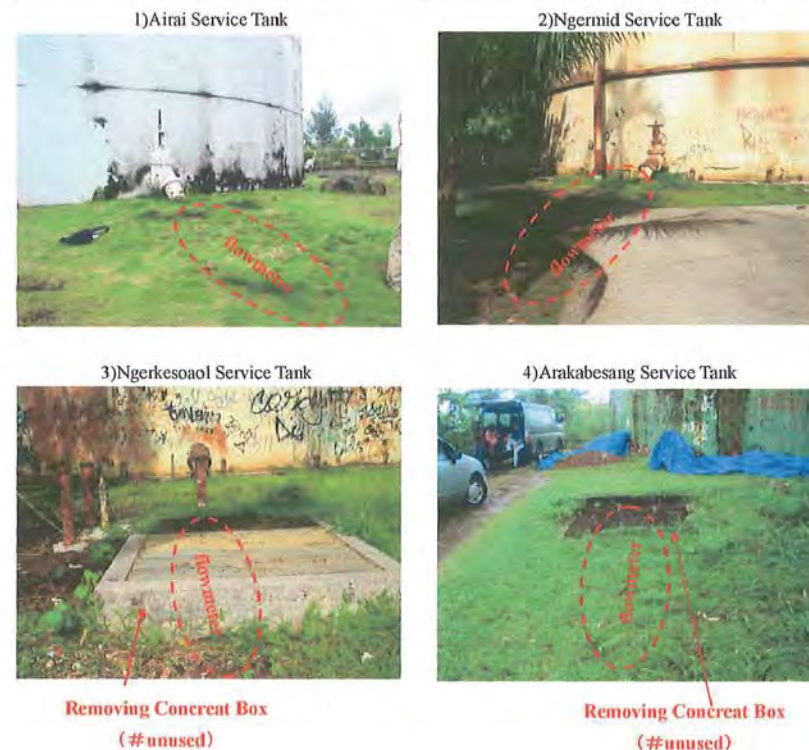 1)Airai Service Tank
2)Ngermid Service Tank
flowmeter
flowmeter
3)Ngerkesoaol Service Tank
4)Arakabesang Service Tank
flowmeter
flowmeter
Removing Concreat Box
(#unused)
Removing Concreat Box
(#unused)